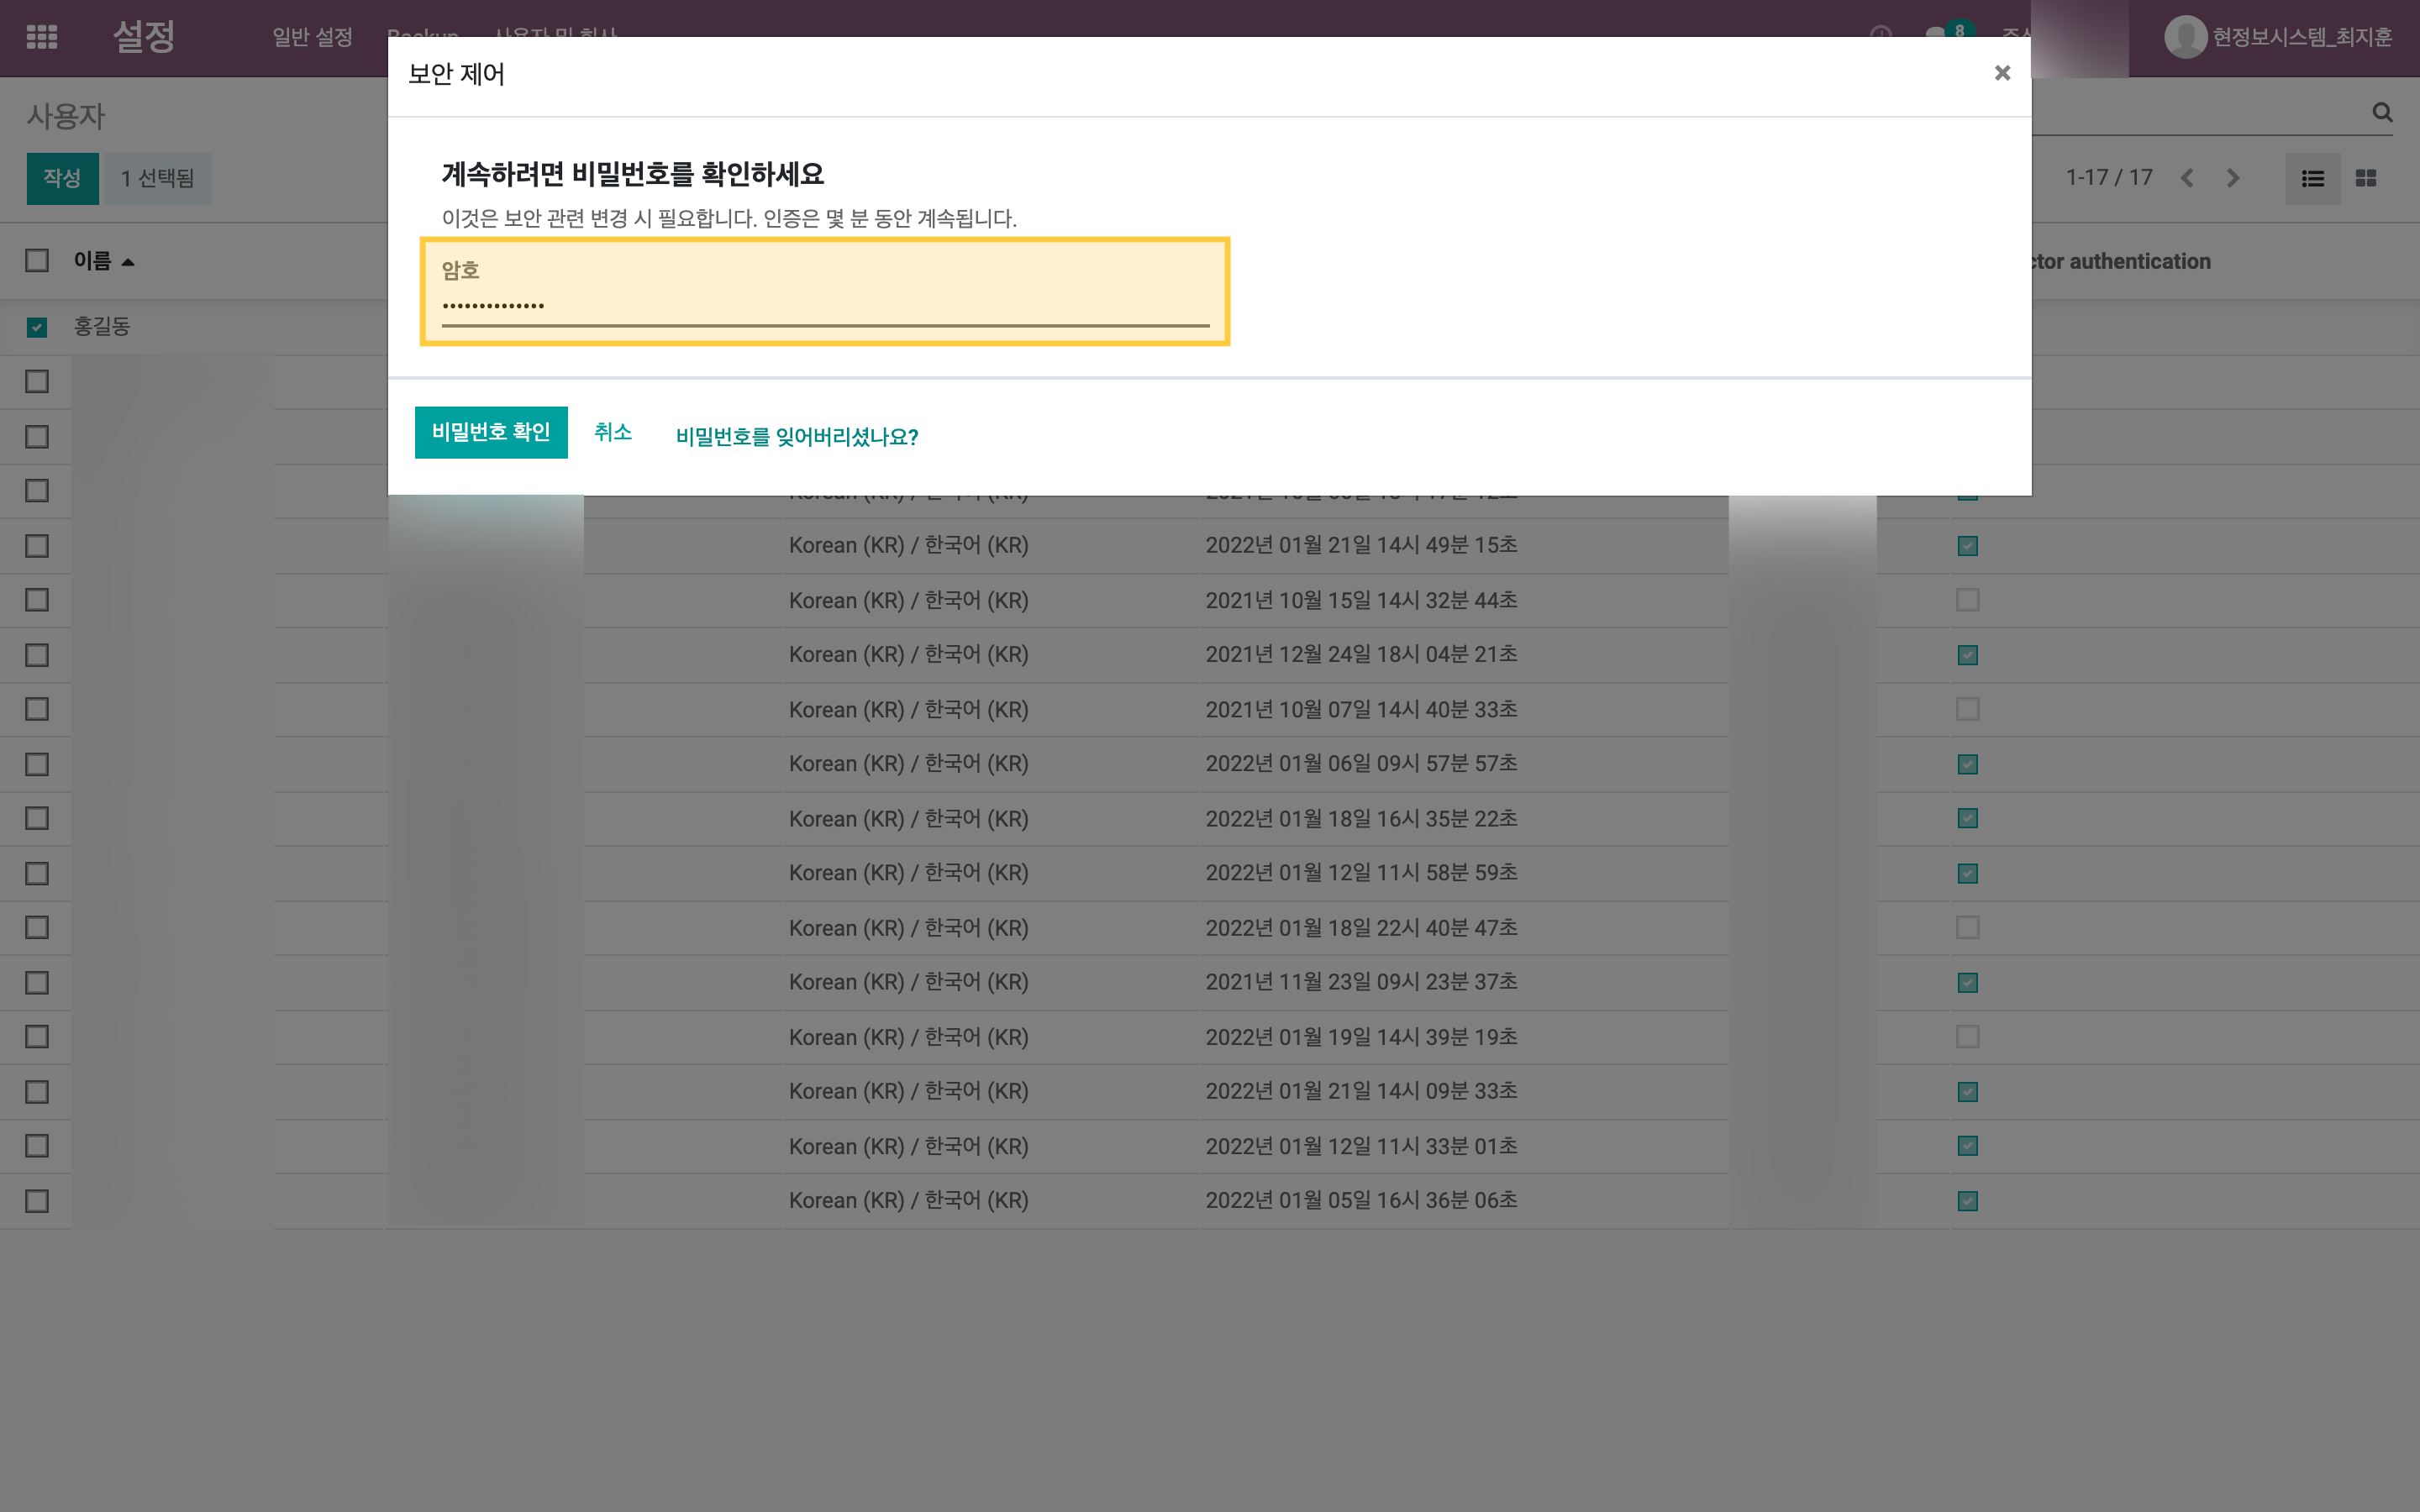 설정 일반 설정 Backup 사용자 및 회사 8 현정보시스템_최지훈
보안 제어
사용자
작성 1 선택됨
1-17 / 17
계속하려면 비밀번호를 확인하세요
이것은 보안 관련 변경 시 필요합니다. 인증은 몇 분 동안 계속됩니다.
이름
ctor authentication
암호
••••••••••••••
홍길동
비밀번호 확인 취소 비밀번호를 잊어버리셨나요?
Korean (KR) / 한국어 (KR) 2022년 01월 21일 14시 49분 15초
Korean (KR) / 한국어 (KR) 2021년 10월 15일 14시 32분 44초
Korean (KR) / 한국어 (KR) 2021년 12월 24일 18시 04분 21초
Korean (KR) / 한국어 (KR) 2021년 10월 07일 14시 40분 33초
Korean (KR) / 한국어 (KR) 2022년 01월 06일 09시 57분 57초
Korean (KR) / 한국어 (KR) 2022년 01월 18일 16시 35분 22초
Korean (KR) / 한국어 (KR) 2022년 01월 12일 11시 58분 59초
Korean (KR) / 한국어 (KR) 2022년 01월 18일 22시 40분 47초
Korean (KR) / 한국어 (KR) 2021년 11월 23일 09시 23분 37초
Korean (KR) / 한국어 (KR) 2022년 01월 19일 14시 39분 19초
Korean (KR) / 한국어 (KR) 2022년 01월 21일 14시 09분 33초
Korean (KR) / 한국어 (KR) 2022년 01월 12일 11시 33분 01초
Korean (KR) / 한국어 (KR) 2022년 01월 05일 16시 36분 06초